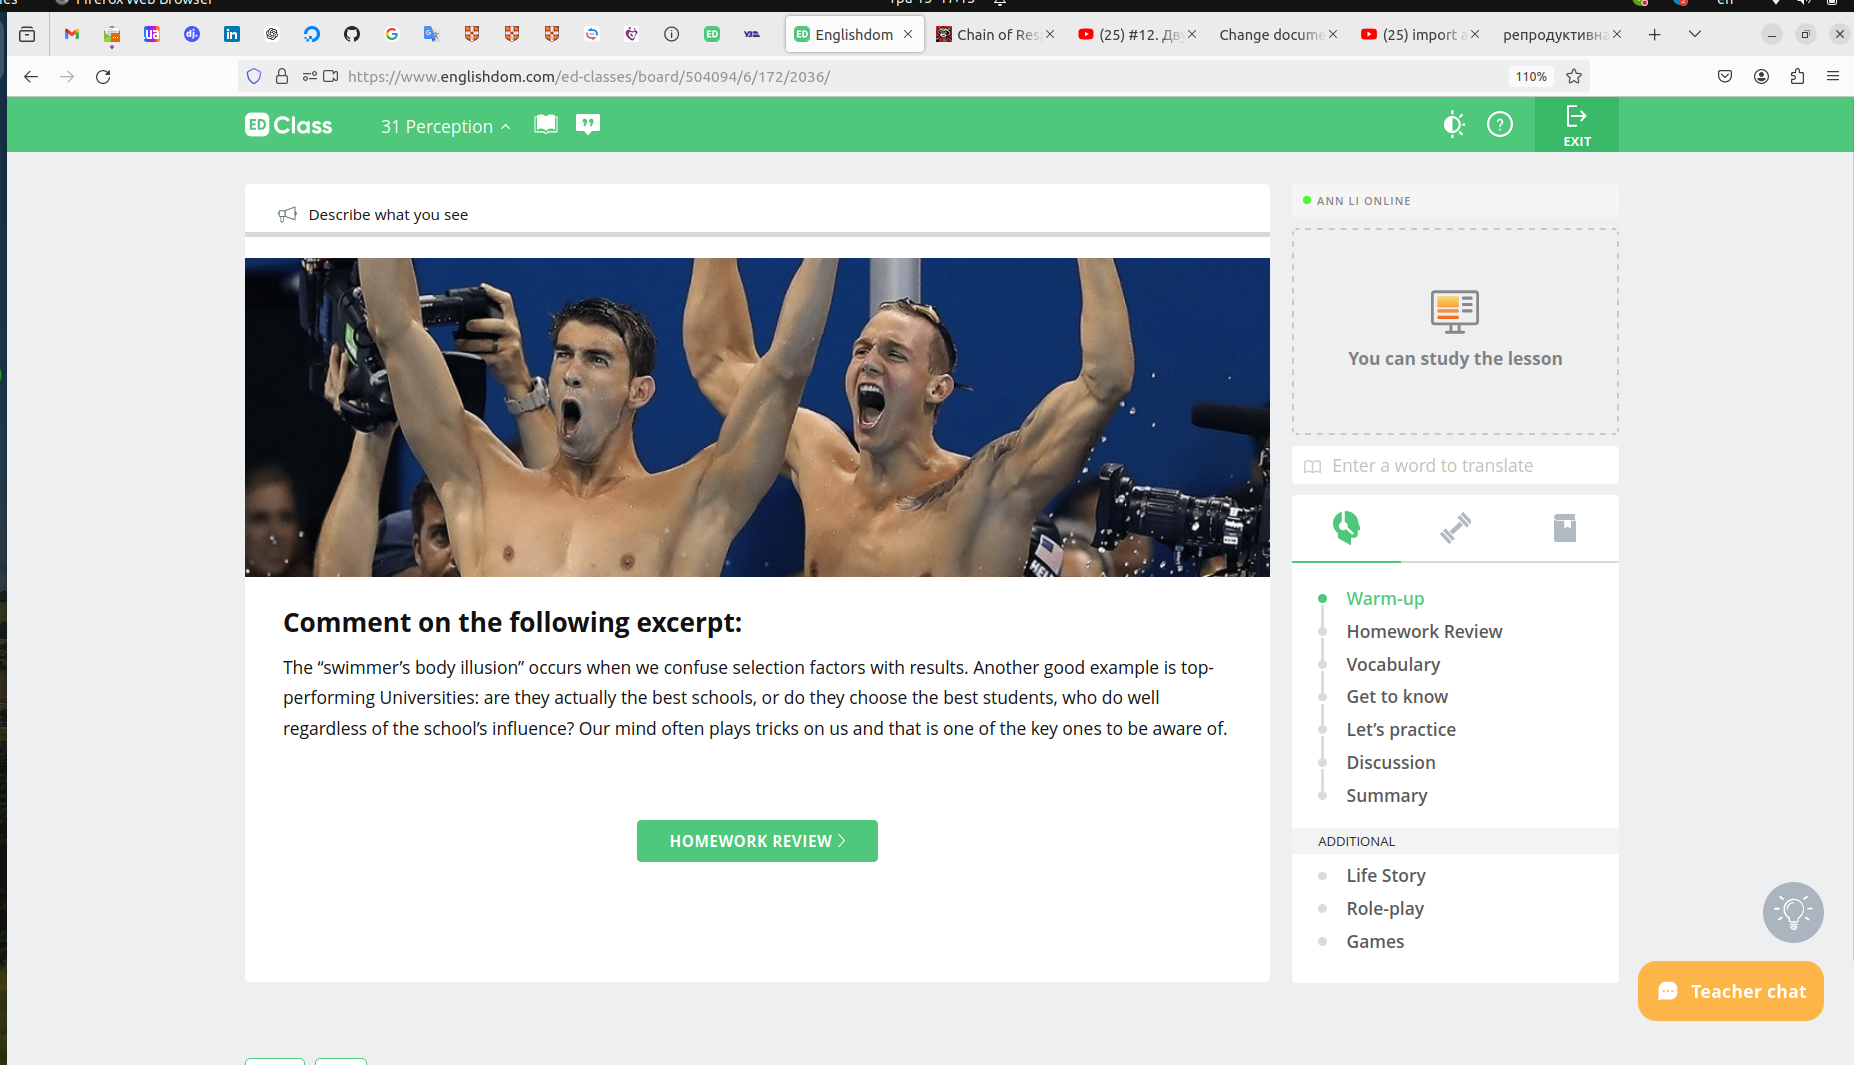 Firefox Web Browser
en
Englishdom
Chain of Res
(25) #12. Дву
Change docume
(25) import a
репродуктивна
https://www.englishdom.com/ed-classes/board/504094/6/172/2036/
110%
ED Class
31 Perception
EXIT
Describe what you see
ANN LI ONLINE
You can study the lesson
Enter a word to translate
Comment on the following excerpt:
The “swimmer’s body illusion” occurs when we confuse selection factors with results. Another good example is top-
performing Universities: are they actually the best schools, or do they choose the best students, who do well
regardless of the school’s influence? Our mind often plays tricks on us and that is one of the key ones to be aware of.
HOMEWORK REVIEW
Warm-up
Homework Review
Vocabulary
Get to know
Let’s practice
Discussion
Summary
ADDITIONAL
Life Story
Role-play
Games
Teacher chat